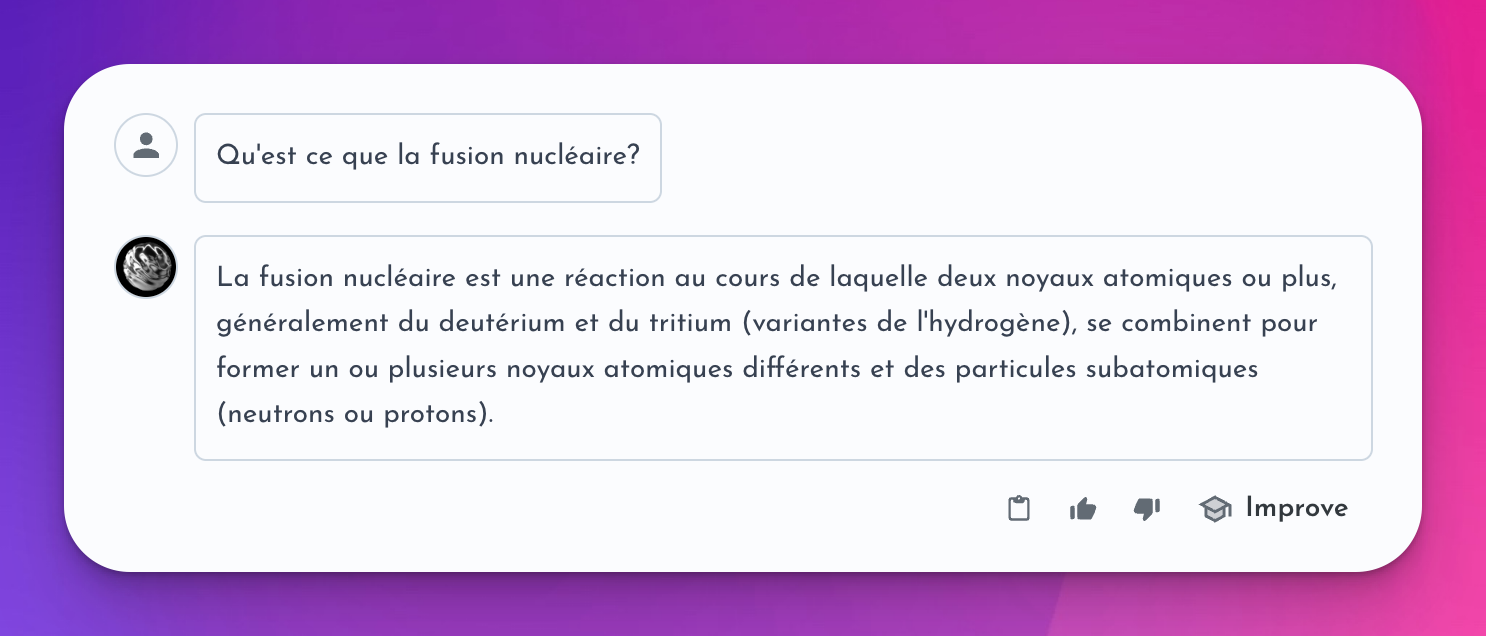 Qu'est ce que la fusion nucléaire?
La fusion nucléaire est une réaction au cours de laquelle deux noyaux atomiques ou plus,
généralement du deutérium et du tritium (variantes de l'hydrogène), se combinent pour
former un ou plusieurs noyaux atomiques différents et des particules subatomiques
(neutrons ou protons).
Improve